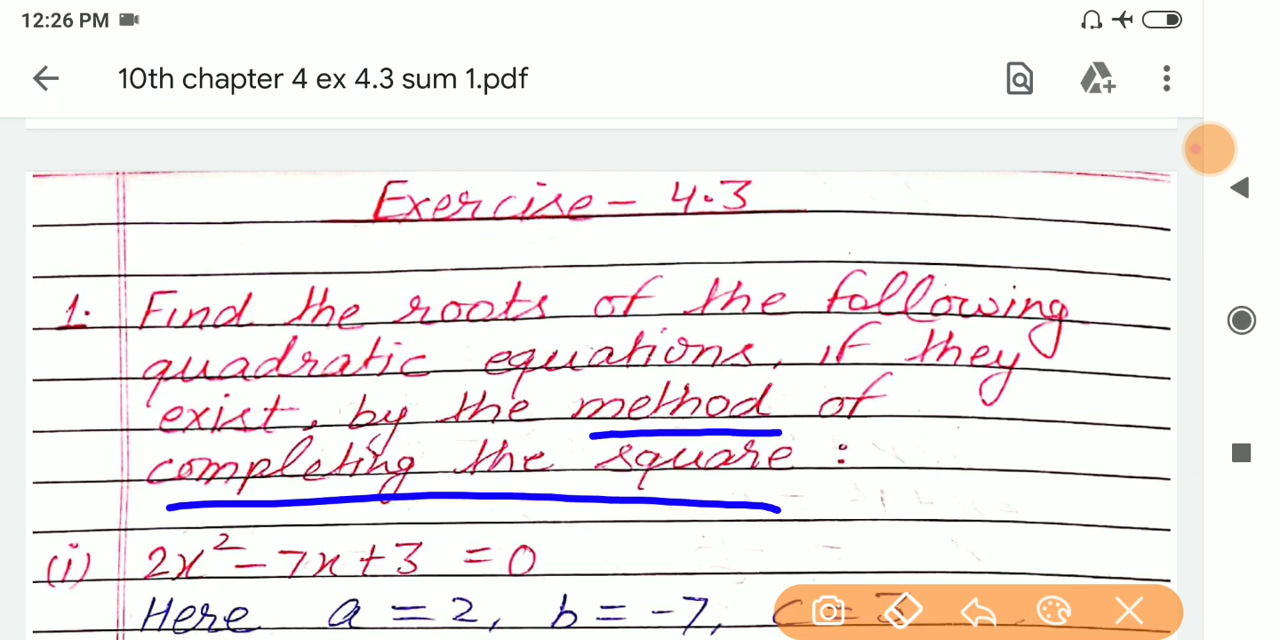 12:26 PM
10th chapter 4 ex 4.3 sum 1.pdf
Exercise - 4.3
1. Find the roots of the following
quadratic equations, if they
exist, by the method of
completing the square :
(i) 2x² - 7x + 3 = 0
Here a = 2, b = -7, c = 3